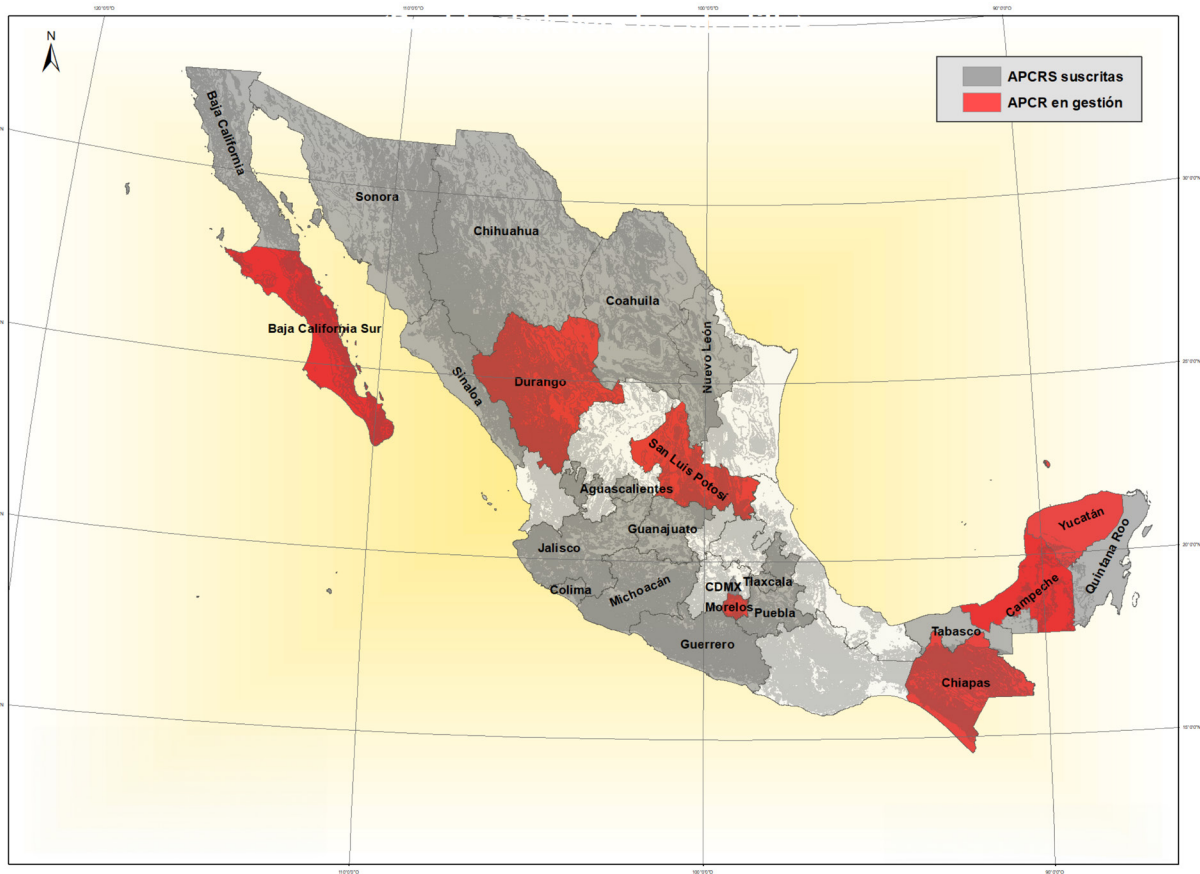 N
APCRS suscritas
APCR en gestión
Baja California
Sonora
Chihuahua
Coahuila
Nuevo León
Baja California Sur
Sinaloa
Durango
San Luis Potosí
Aguascalientes
Guanajuato
Jalisco
Colima
Michoacán
CDMX
Tlaxcala
Morelos
Puebla
Guerrero
Yucatán
Quintana Roo
Campeche
Tabasco
Chiapas